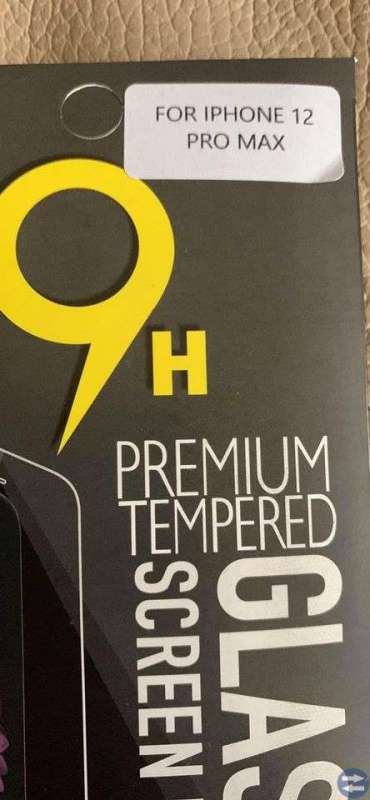 FOR IPHONE 12
PRO MAX
9H
PREMIUM
TEMPERED
GLAS
SCREEN